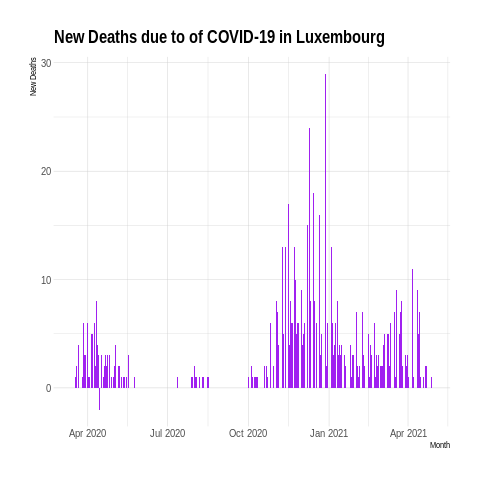 New Deaths due to of COVID-19 in Luxembourg
New Deaths
30
20
10
0
Apr 2020
Jul 2020
Oct 2020
Jan 2021
Apr 2021
Month